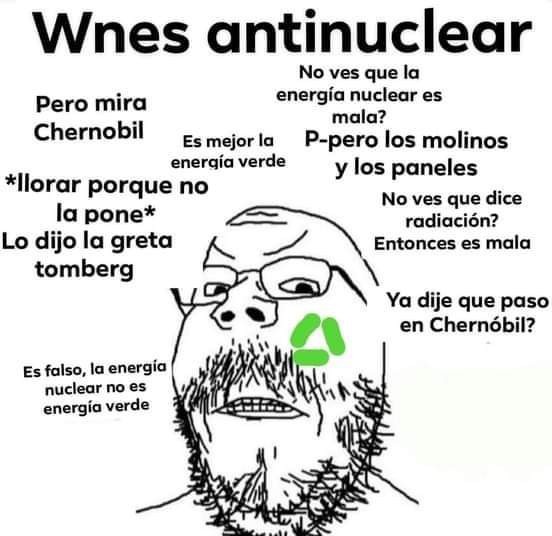 Wnes antinuclear
No ves que la
energía nuclear es
mala?
Pero mira
Chernobil
Es mejor la
energía verde
P-pero los molinos
y los paneles
*llorar porque no
la pone*
No ves que dice
radiación?
Entonces es mala
Lo dijo la greta
tomberg
Ya dije que paso
en Chernóbil?
Es falso, la energía
nuclear no es
energía verde